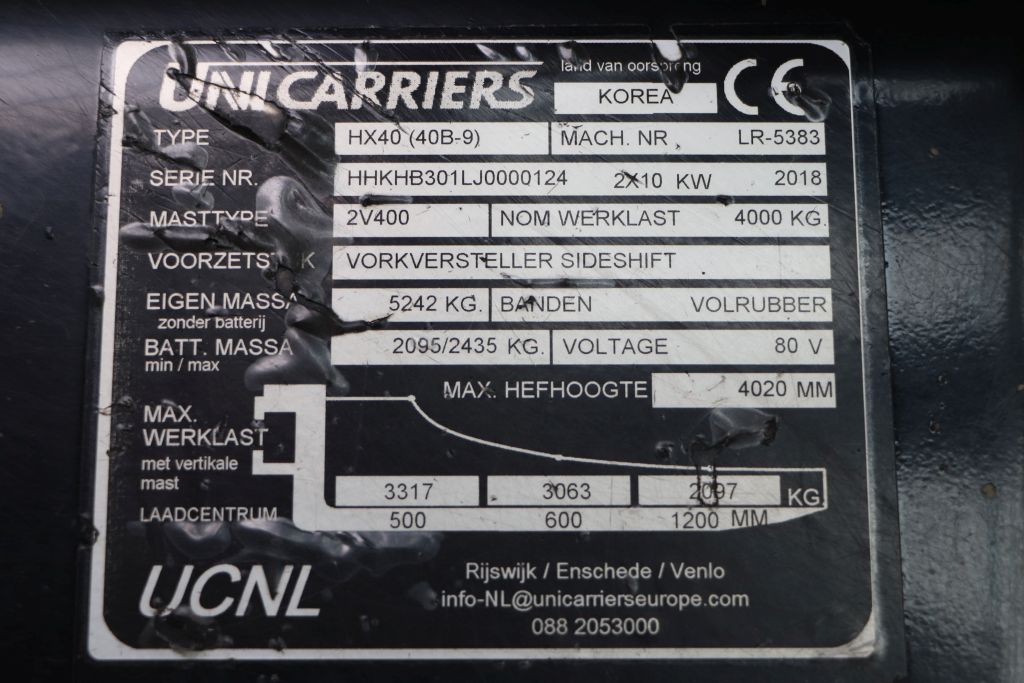 UNICARRIERS
land van oorsprong
KOREA
CE
TYPE HX40 (40B-9) MACH. NR LR-5383
SERIE NR. HHKHB301LJ0000124 2X10 KW 2018
MASTTYPE 2V400 NOM WERKLAST 4000 KG.
VORKVERSTELLER SIDESHIFT
EIGEN MASSA 5242 KG. BANDEN VOLRUBBER
zonder batterij
BATT. MASSA 2095/2435 KG. VOLTAGE 80 V
min / max
MAX. HEFHOOGTE 4020 MM
MAX.
WERKLAST
met vertikale
mast
3317 3063 2097 KG
LAADCENTRUM 500 600 1200 MM
UCNL
Rijswijk / Enschede / Venlo
info-NL@unicarrierseurope.com
088 2053000